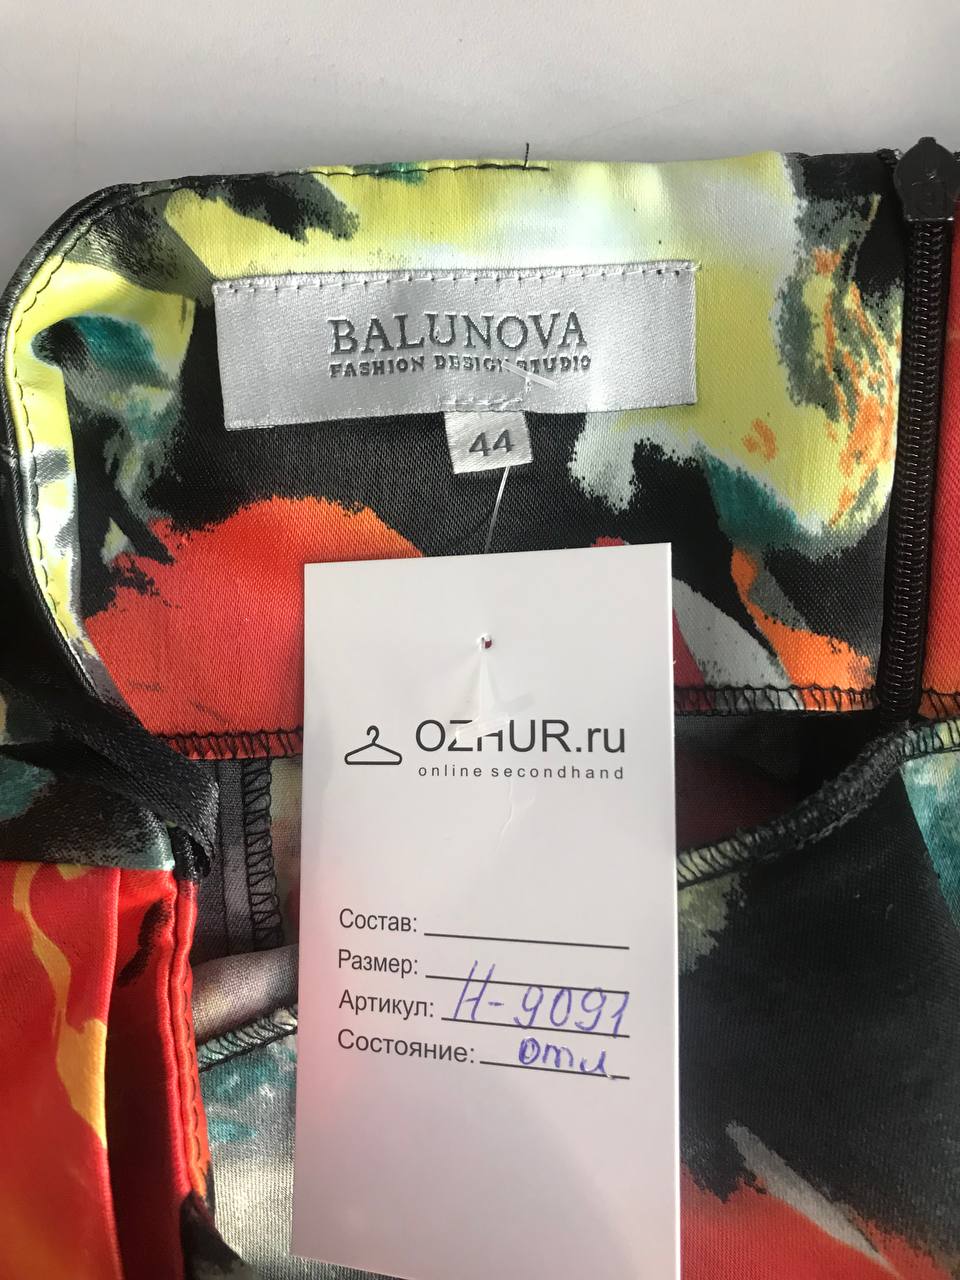 BALUNOVA
FASHION DESIGN STUDIO
44
OZHUR.ru
online secondhand
Состав:
Размер:
Артикул: Н-9091
Состояние: отл